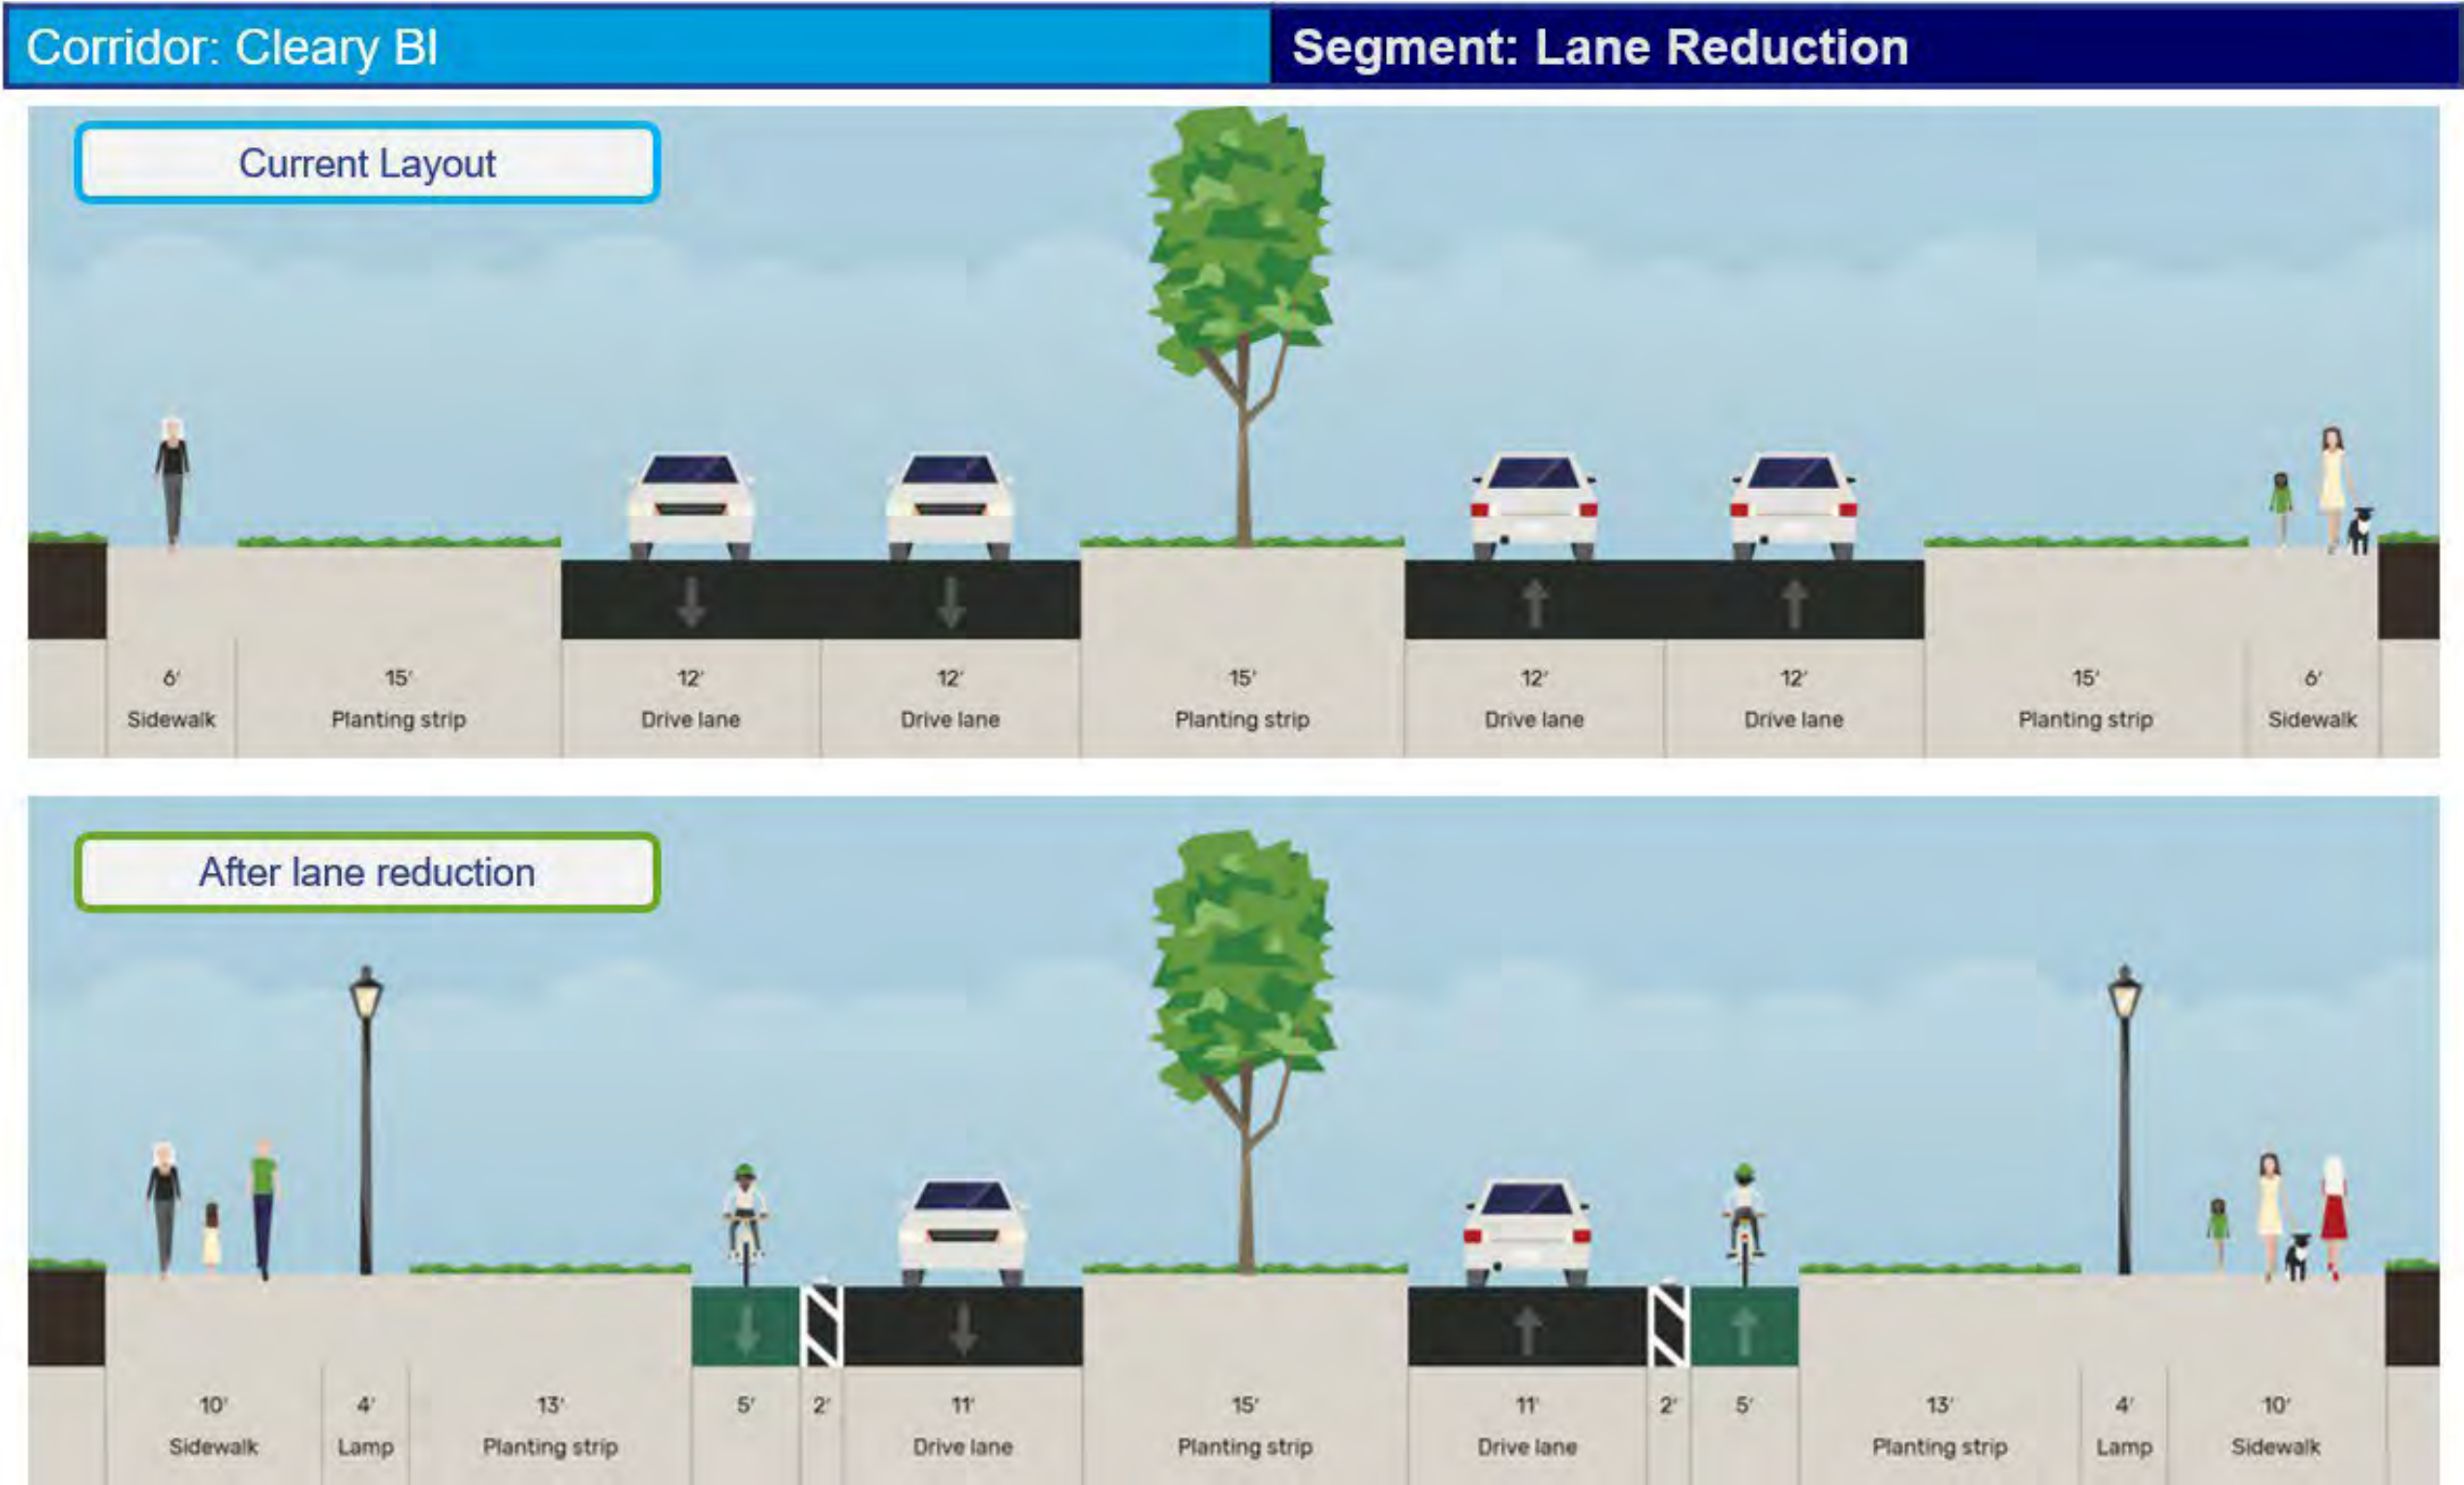 Corridor: Cleary Bl
Segment: Lane Reduction
Current Layout
6' 15' 12' 12' 15' 12' 12' 15' 6'
Sidewalk Planting strip Drive lane Drive lane Planting strip Drive lane Drive lane Planting strip Sidewalk
After lane reduction
10' 4' 13' 5' 2' 11' 15' 11' 2' 5' 13' 4' 10'
Sidewalk Lamp Planting strip Drive lane Planting strip Drive lane Planting strip Lamp Sidewalk